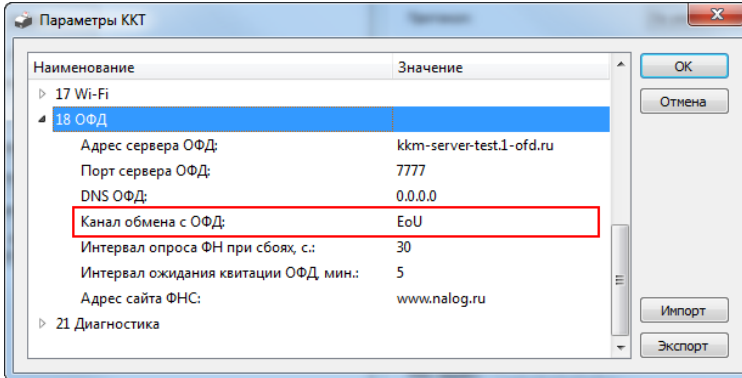 Параметры ККТ
Наименование Значение
17 Wi-Fi
18 ОФД
Адрес сервера ОФД: kkm-server-test.1-ofd.ru
Порт сервера ОФД: 7777
DNS ОФД: 0.0.0.0
Канал обмена с ОФД: EoU
Интервал опроса ФН при сбоях, с.: 30
Интервал ожидания квитации ОФД, мин.: 5
Адрес сайта ФНС: www.nalog.ru
21 Диагностика
ОК
Отмена
Импорт
Экспорт